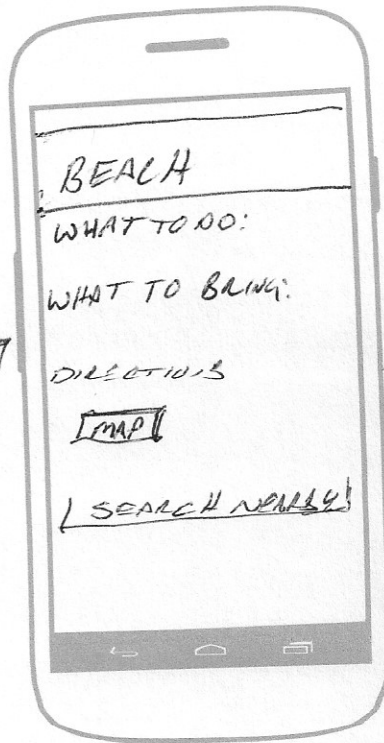 BEACH
WHAT TO DO:
WHAT TO BRING:
DIRECTIONS
MAP
SEARCH NEARBY